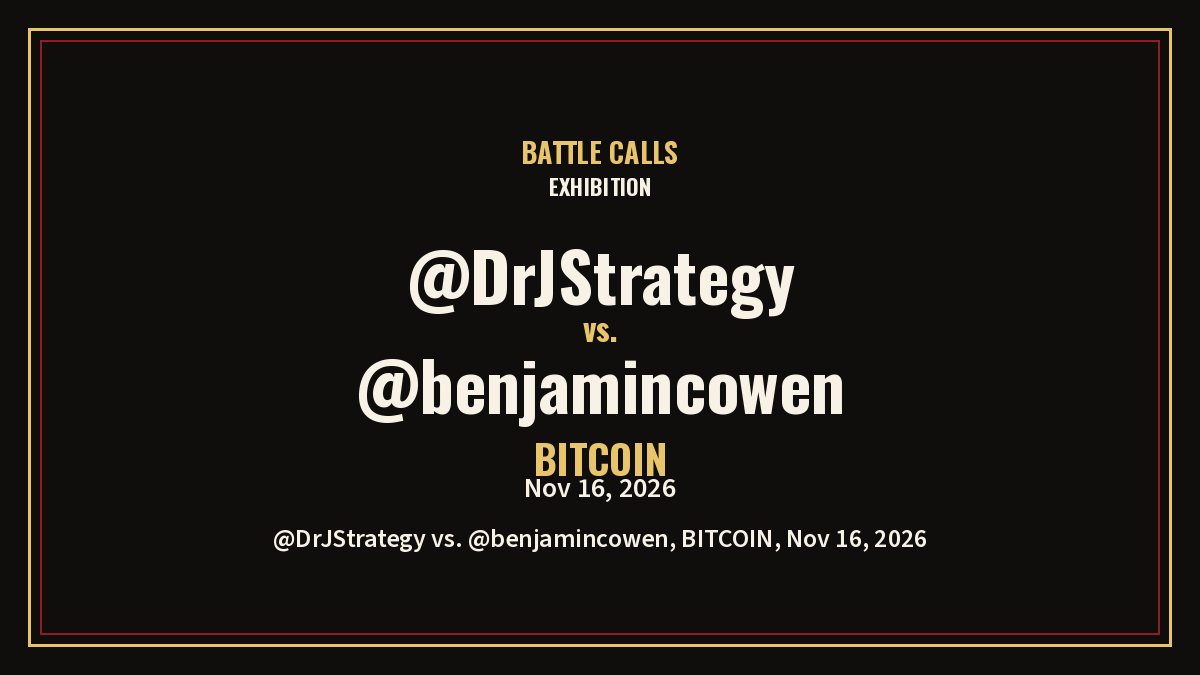 BATTLE CALLS
EXHIBITION
@DrJStrategy
vs.
@benjamincowen
BITCOIN
Nov 16, 2026
@DrJStrategy vs. @benjamincowen, BITCOIN, Nov 16, 2026